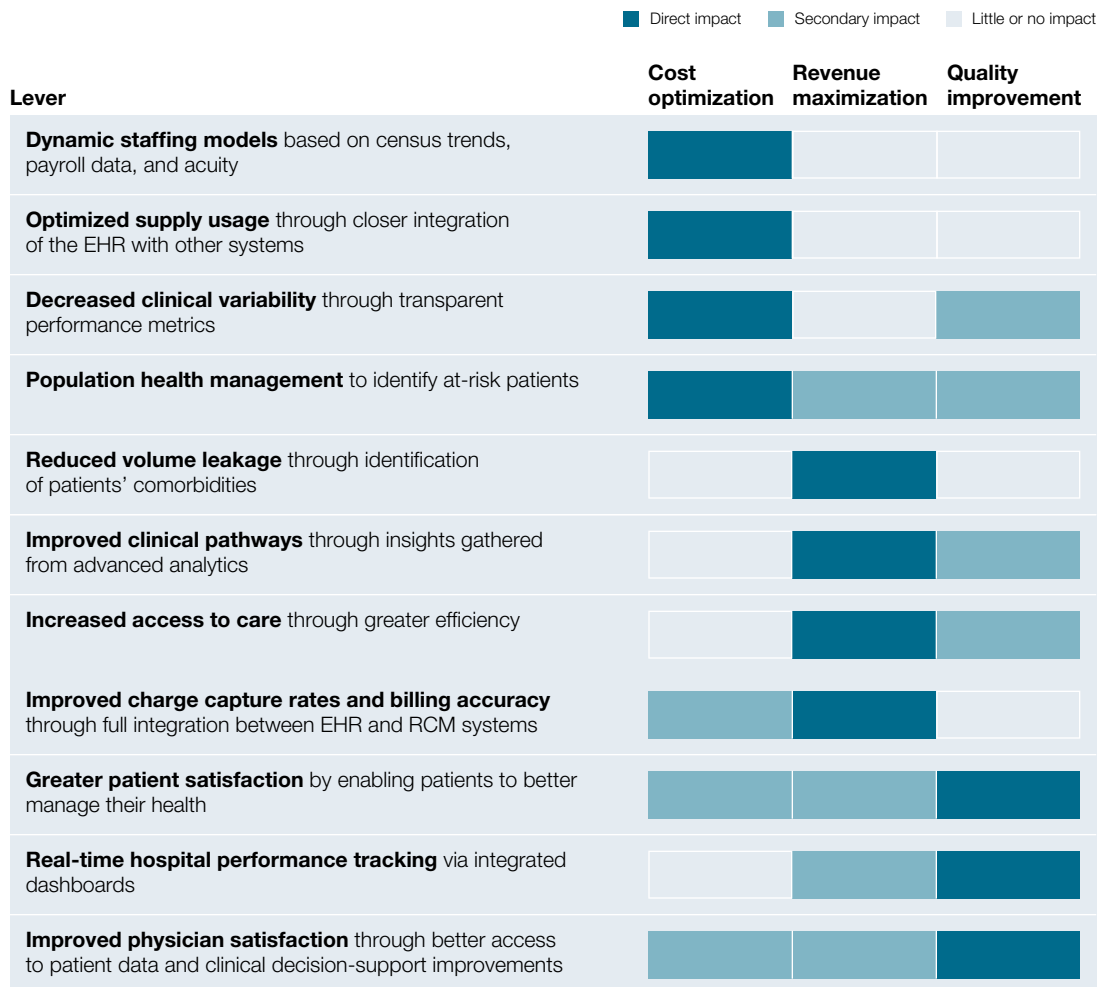 Direct impact Secondary impact Little or no impact
Lever
Cost optimization
Revenue maximization
Quality improvement
Dynamic staffing models based on census trends,
payroll data, and acuity
Optimized supply usage through closer integration
of the EHR with other systems
Decreased clinical variability through transparent
performance metrics
Population health management to identify at-risk patients
Reduced volume leakage through identification
of patients’ comorbidities
Improved clinical pathways through insights gathered
from advanced analytics
Increased access to care through greater efficiency
Improved charge capture rates and billing accuracy
through full integration between EHR and RCM systems
Greater patient satisfaction by enabling patients to better
manage their health
Real-time hospital performance tracking via integrated
dashboards
Improved physician satisfaction through better access
to patient data and clinical decision-support improvements